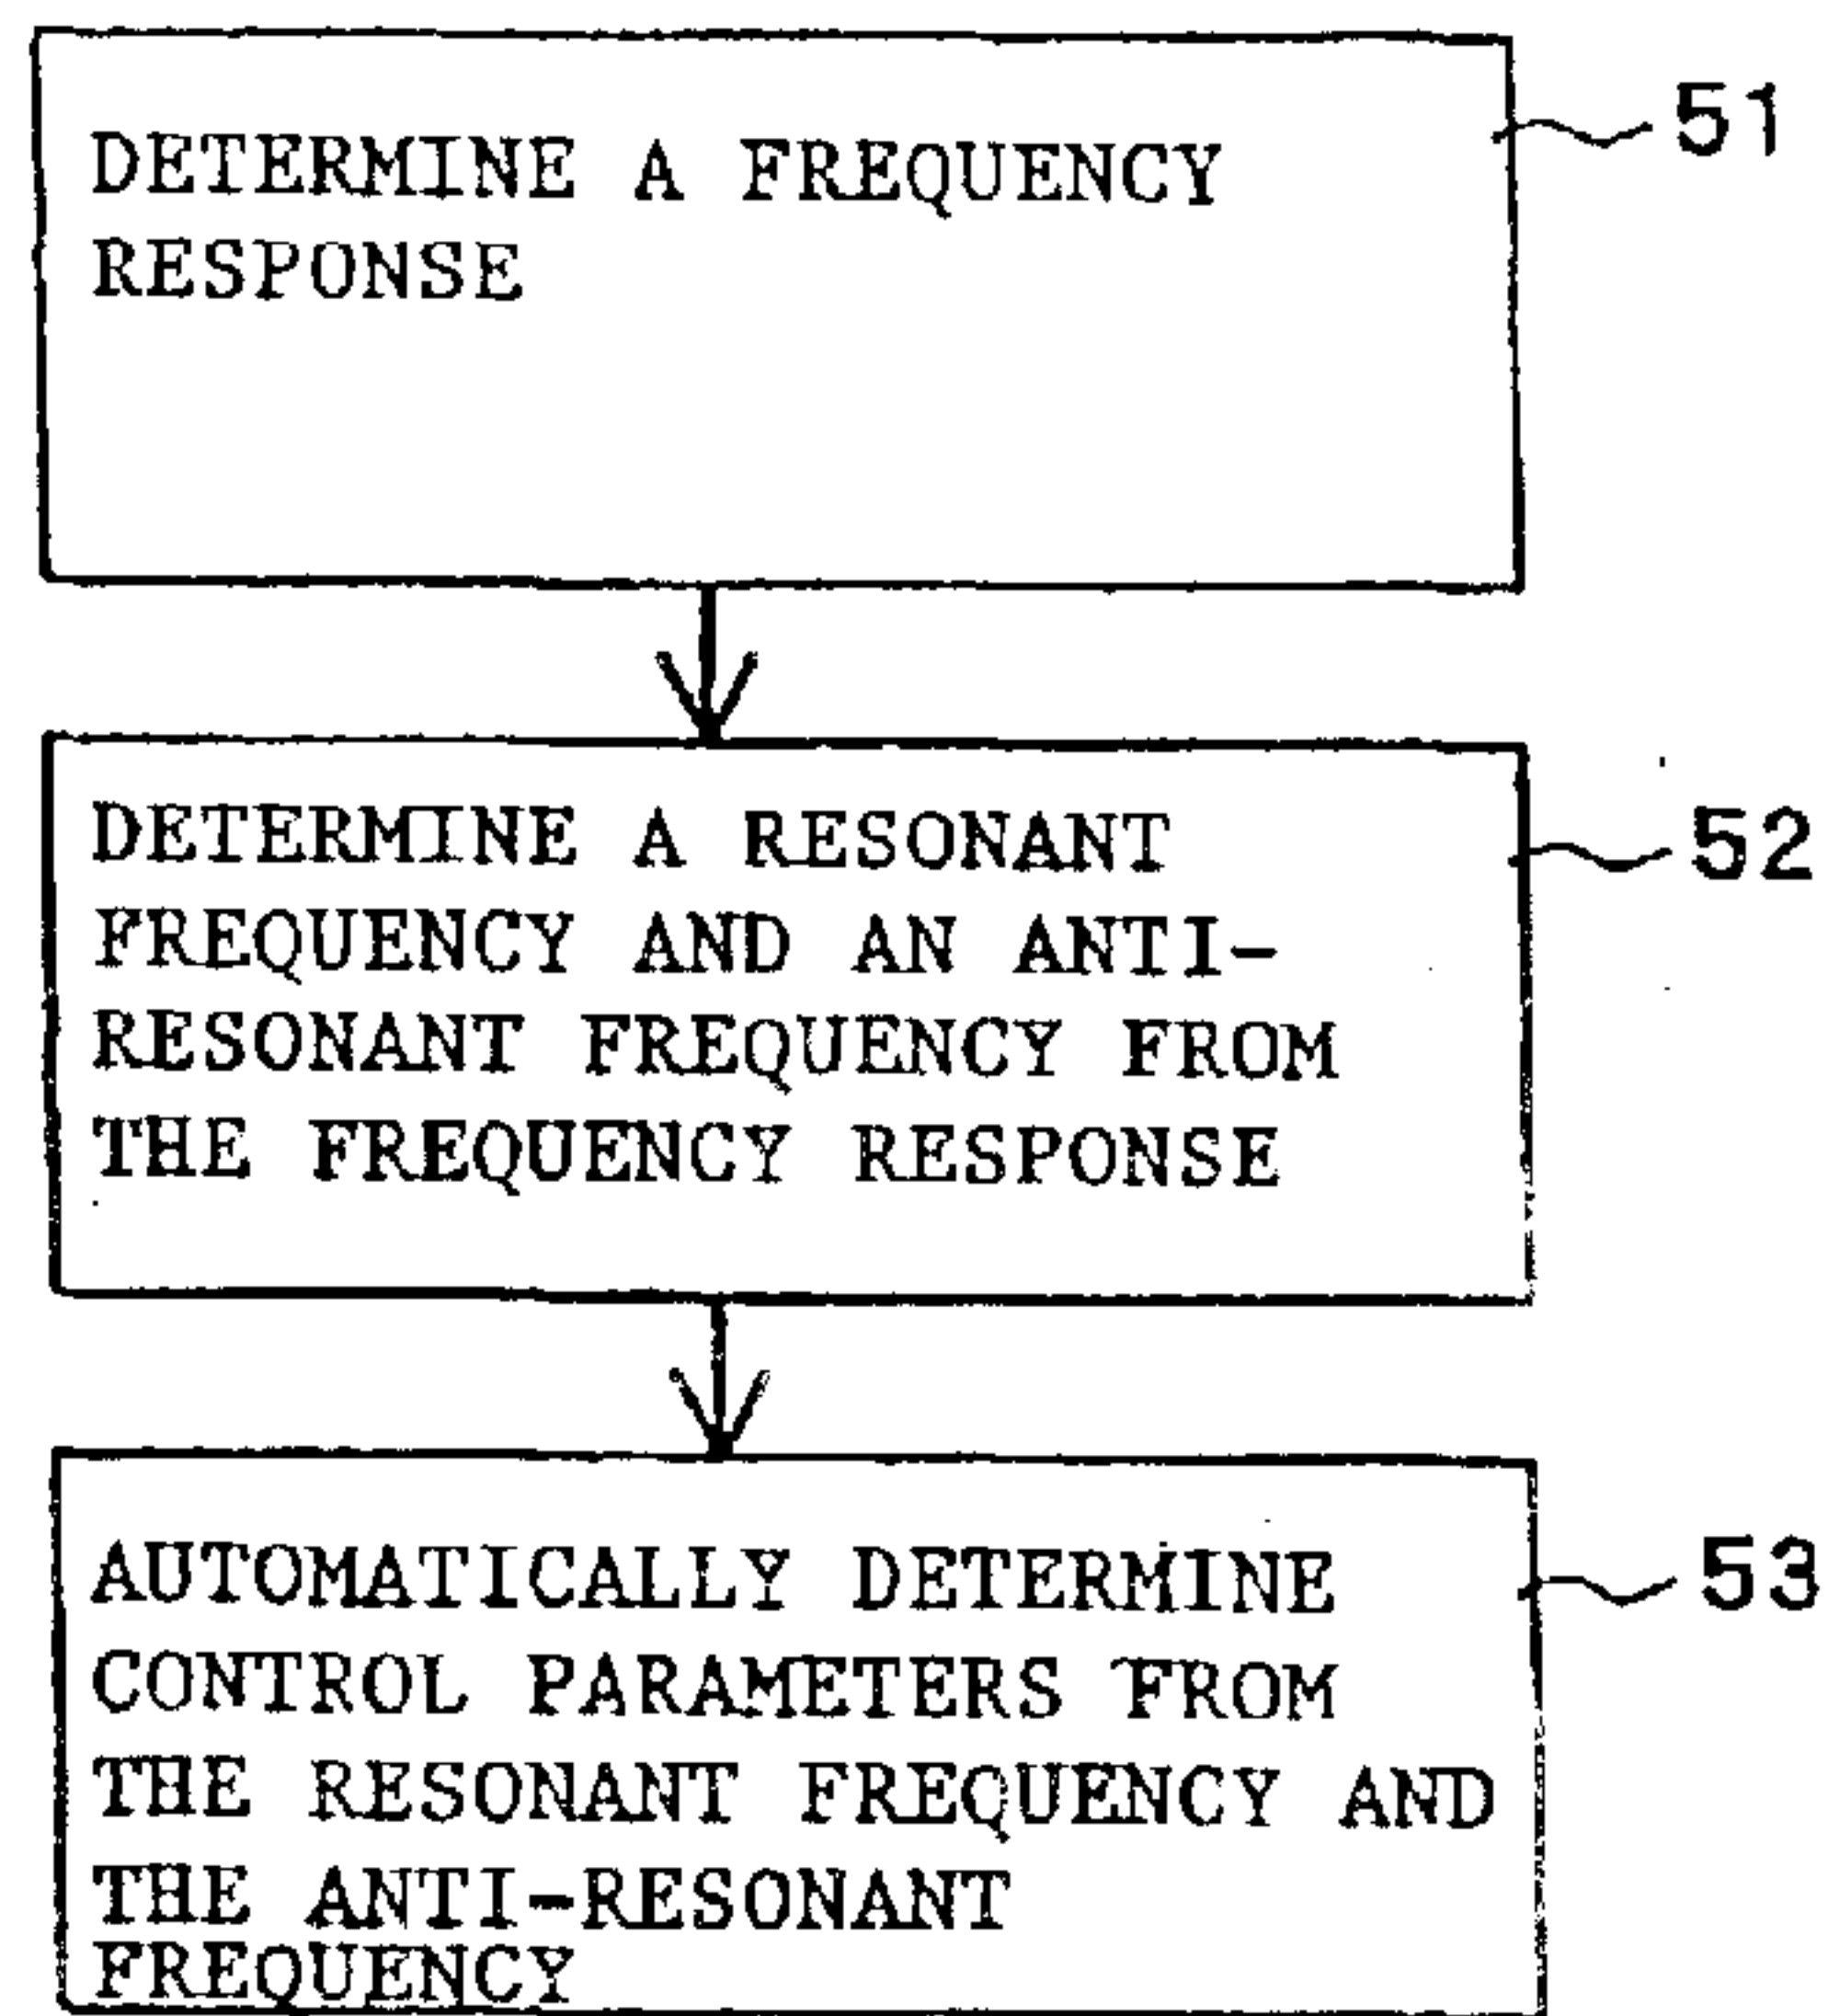 DETERMINE A FREQUENCY
RESPONSE
51
DETERMINE A RESONANT
FREQUENCY AND AN ANTI-
RESONANT FREQUENCY FROM
THE FREQUENCY RESPONSE
52
AUTOMATICALLY DETERMINE
CONTROL PARAMETERS FROM
THE RESONANT FREQUENCY AND
THE ANTI-RESONANT
FREQUENCY
53